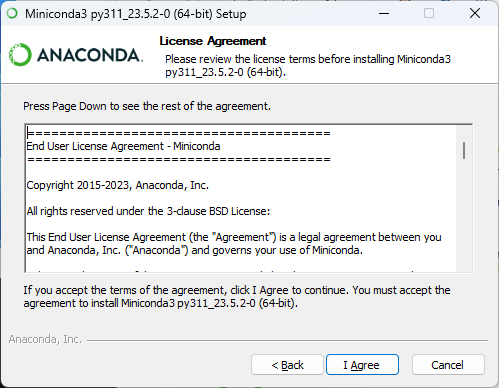 Miniconda3 py311_23.5.2-0 (64-bit) Setup
ANACONDA.
License Agreement
Please review the license terms before installing Miniconda3
py311_23.5.2-0 (64-bit).
Press Page Down to see the rest of the agreement.
======================================
End User License Agreement - Miniconda
======================================
Copyright 2015-2023, Anaconda, Inc.
All rights reserved under the 3-clause BSD License:
This End User License Agreement (the "Agreement") is a legal agreement between you
and Anaconda, Inc. ("Anaconda") and governs your use of Miniconda.
If you accept the terms of the agreement, click I Agree to continue. You must accept the
agreement to install Miniconda3 py311_23.5.2-0 (64-bit).
Anaconda, Inc.
< Back
I Agree
Cancel